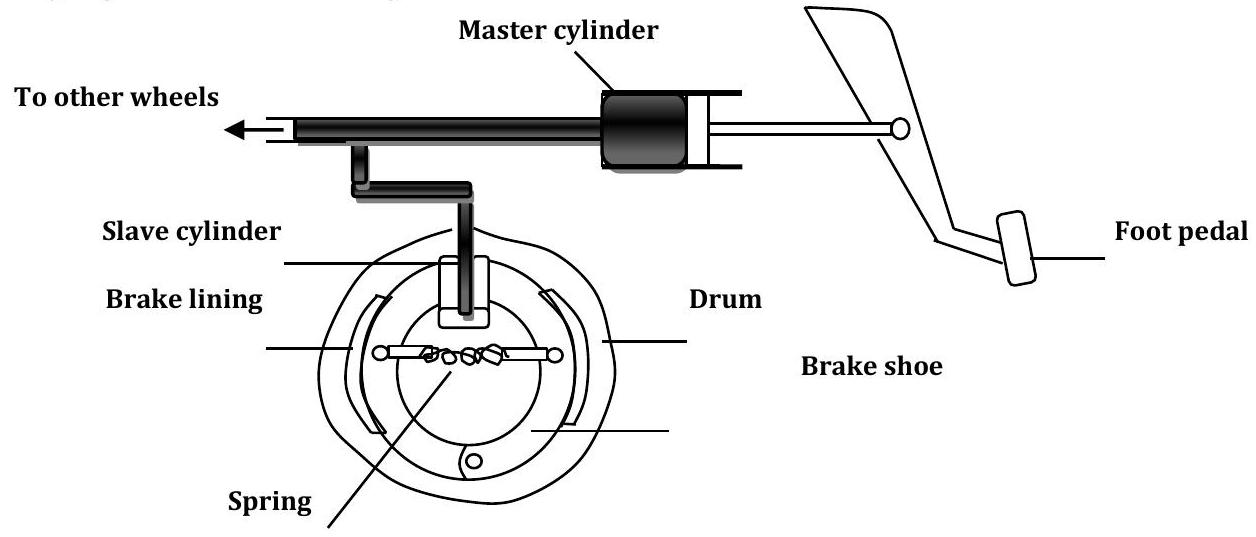 Master cylinder
To other wheels
Slave cylinder
Foot pedal
Brake lining
Drum
Brake shoe
Spring